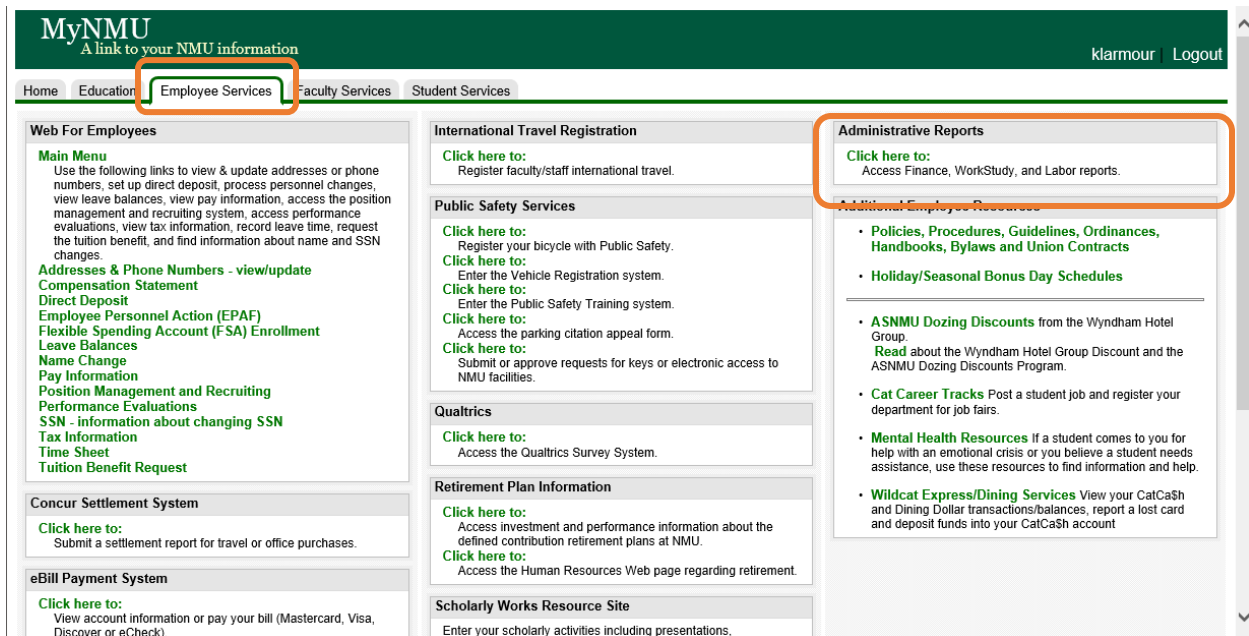 MyNMU
A link to your NMU information
klarmour | Logout
Home Education Employee Services Faculty Services Student Services
Web For Employees
Main Menu
Use the following links to view & update addresses or phone
numbers, set up direct deposit, process personnel changes,
view leave balances, view pay information, access the position
management and recruiting system, access performance
evaluations, view tax information, record leave time, request
the tuition benefit, and find information about name and SSN
changes.
Addresses & Phone Numbers - view/update
Compensation Statement
Direct Deposit
Employee Personnel Action (EPAF)
Flexible Spending Account (FSA) Enrollment
Leave Balances
Name Change
Pay Information
Position Management and Recruiting
Performance Evaluations
SSN - information about changing SSN
Tax Information
Time Sheet
Tuition Benefit Request
Concur Settlement System
Click here to:
Submit a settlement report for travel or office purchases.
eBill Payment System
Click here to:
View account information or pay your bill (Mastercard, Visa,
Discover or eCheck)
International Travel Registration
Click here to:
Register faculty/staff international travel.
Public Safety Services
Click here to:
Register your bicycle with Public Safety.
Click here to:
Enter the Vehicle Registration system.
Click here to:
Enter the Public Safety Training system.
Click here to:
Access the parking citation appeal form.
Click here to:
Submit or approve requests for keys or electronic access to
NMU facilities.
Qualtrics
Click here to:
Access the Qualtrics Survey System.
Retirement Plan Information
Click here to:
Access investment and performance information about the
defined contribution retirement plans at NMU.
Click here to:
Access the Human Resources Web page regarding retirement.
Scholarly Works Resource Site
Enter your scholarly activities including presentations,
Administrative Reports
Click here to:
Access Finance, WorkStudy, and Labor reports.
Additional Employee Resources
• Policies, Procedures, Guidelines, Ordinances,
Handbooks, Bylaws and Union Contracts
• Holiday/Seasonal Bonus Day Schedules
• ASNMU Dozing Discounts from the Wyndham Hotel
Group.
Read about the Wyndham Hotel Group Discount and the
ASNMU Dozing Discounts Program.
• Cat Career Tracks Post a student job and register your
department for job fairs.
• Mental Health Resources If a student comes to you for
help with an emotional crisis or you believe a student needs
assistance, use these resources to find information and help.
• Wildcat Express/Dining Services View your CatCa$h
and Dining Dollar transactions/balances, report a lost card
and deposit funds into your CatCa$h account